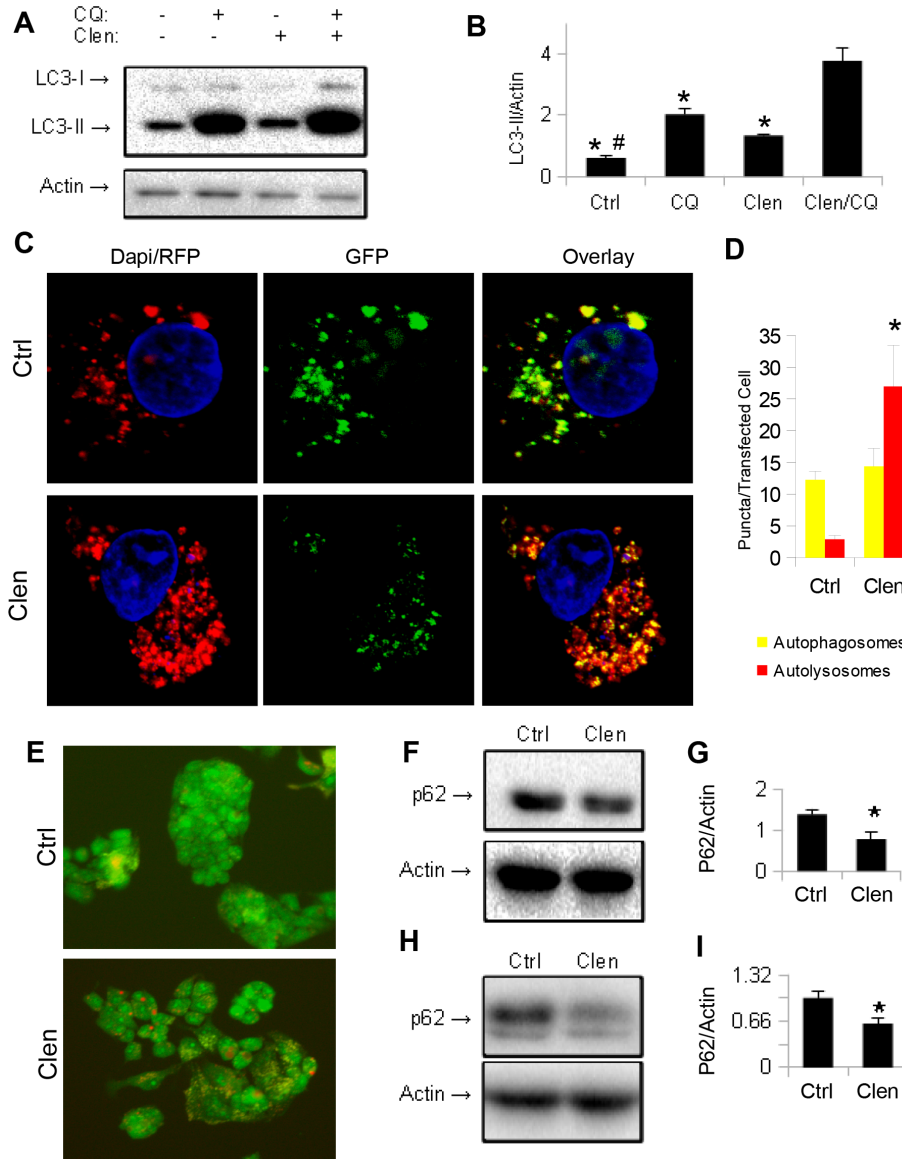 A
CQ: - + - +
Clen: - - + +
LC3-I →
LC3-II →
Actin →
B
LC3-II/Actin
4
2
0
* #
*
*
Ctrl CQ Clen Clen/CQ
C
Dapi/RFP GFP Overlay
Ctrl
Clen
D
Puncta/Transfected Cell
35
30
25
20
15
10
5
0
*
Ctrl Clen
Autophagosomes
Autolysosomes
E
Ctrl
Clen
F
Ctrl Clen
p62 →
Actin →
G
P62/Actin
2
1
0
*
Ctrl Clen
H
Ctrl Clen
p62 →
Actin →
I
P62/Actin
1.32
0.66
0
*
Ctrl Clen